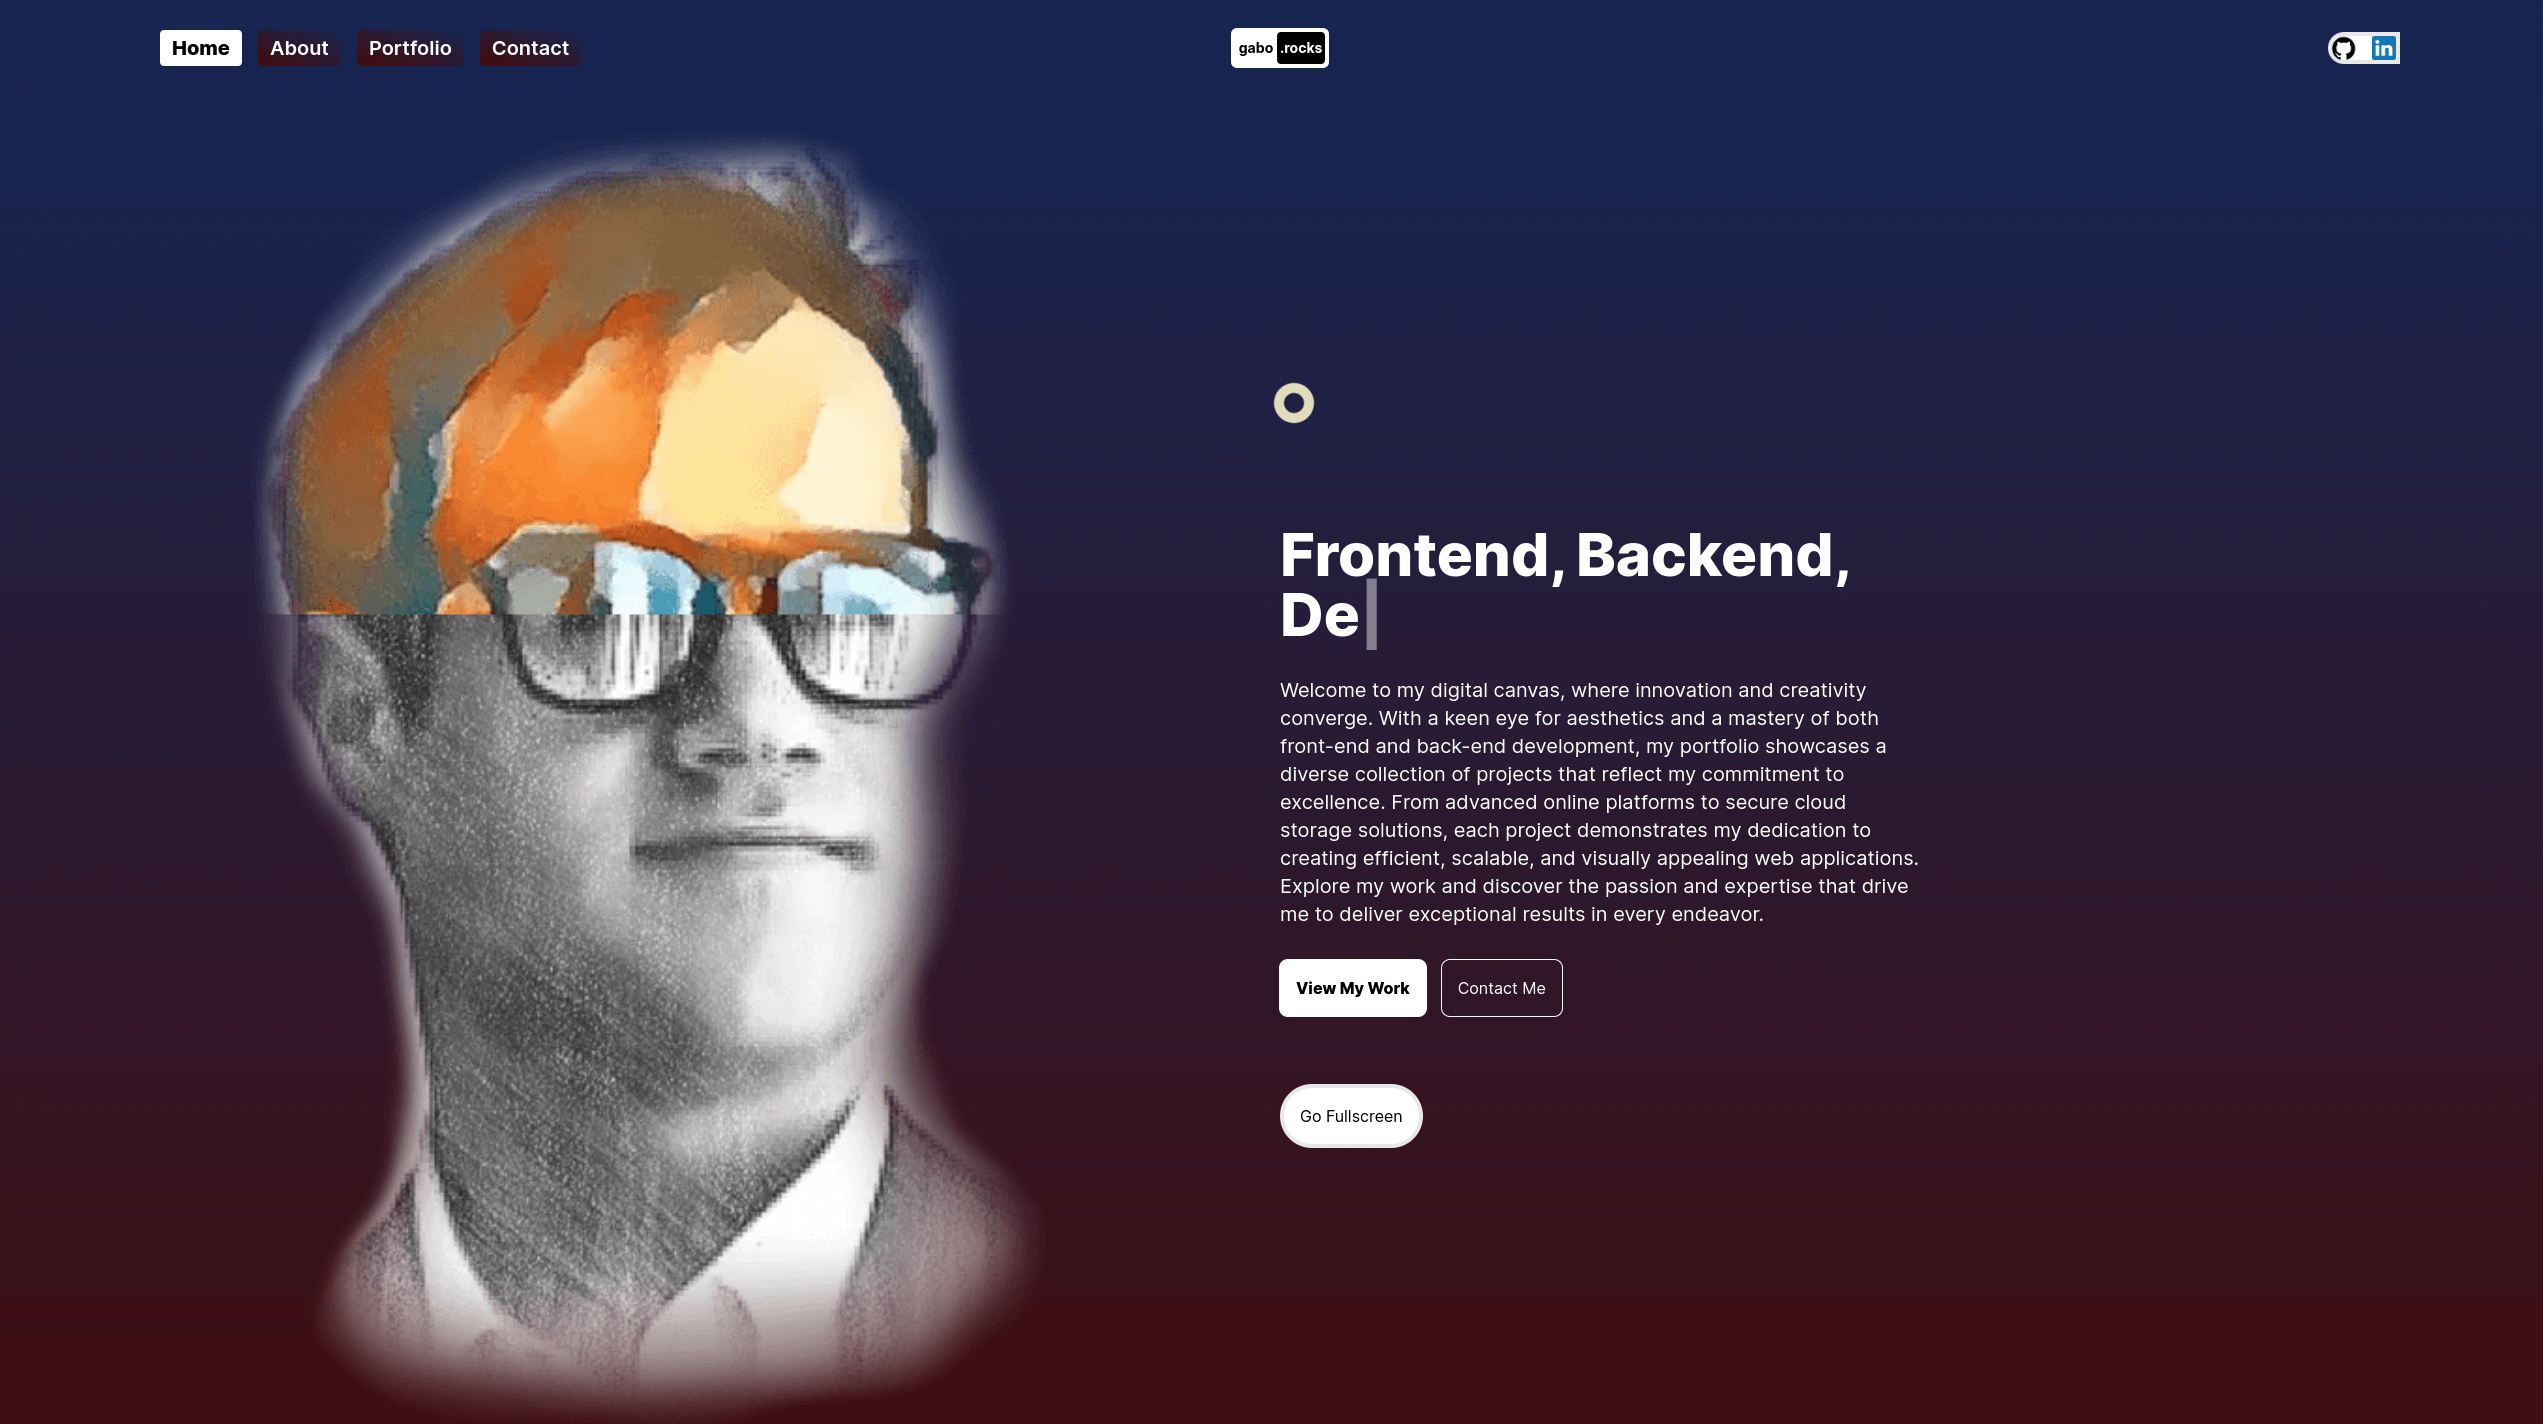 Home About Portfolio Contact
gabo .rocks
in
Frontend, Backend,
De
Welcome to my digital canvas, where innovation and creativity
converge. With a keen eye for aesthetics and a mastery of both
front-end and back-end development, my portfolio showcases a
diverse collection of projects that reflect my commitment to
excellence. From advanced online platforms to secure cloud
storage solutions, each project demonstrates my dedication to
creating efficient, scalable, and visually appealing web applications.
Explore my work and discover the passion and expertise that drive
me to deliver exceptional results in every endeavor.
View My Work Contact Me
Go Fullscreen